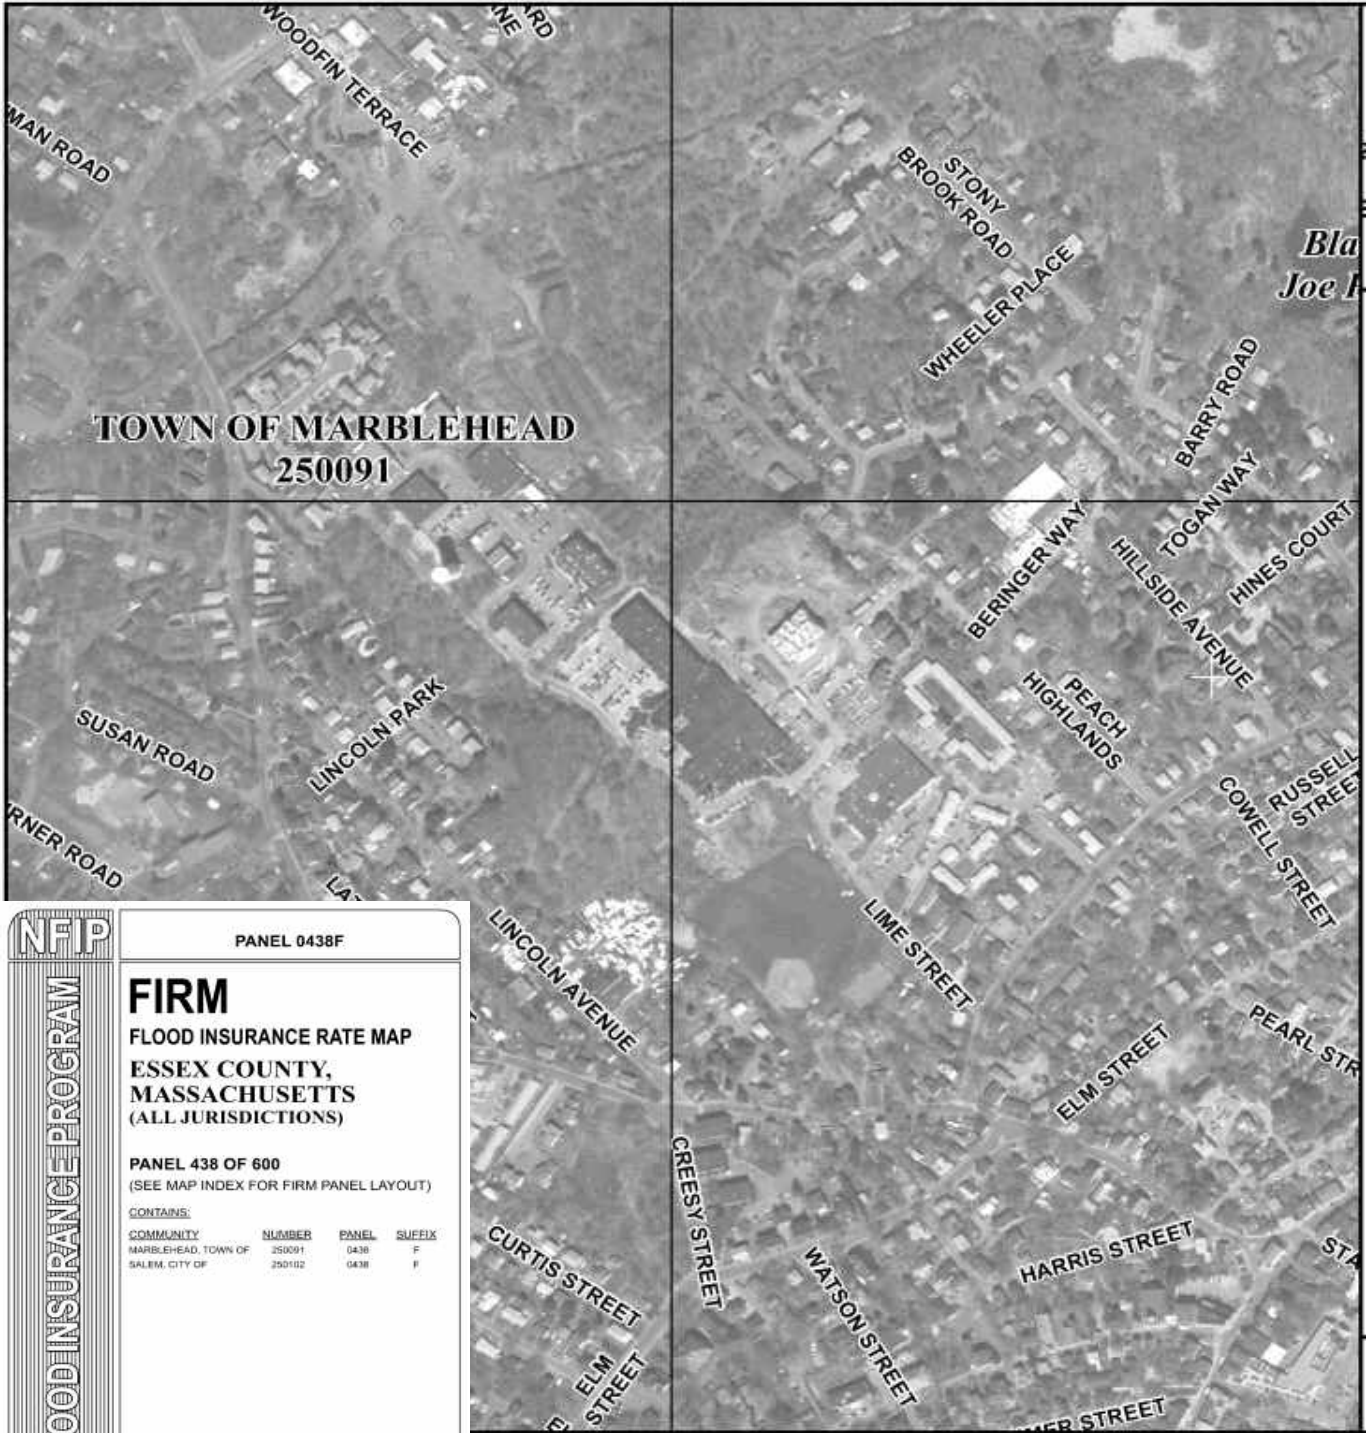 WOODFIN TERRACE
STONY
BROOK ROAD
WHEELER PLACE
Joe
BARRY ROAD
TOWN OF MARBLEHEAD
250091
TOGAN WAY
HINES COURT
BERINGER WAY
HILLSIDE AVENUE
PEACH
HIGHLANDS
LINCOLN PARK
SUSAN ROAD
RUSSELL
STREET
COWELL STREET
LINCOLN AVENUE
LIME STREET
PEARL STR
ELM STREET
CREESY STREET
CURTIS STREET
WATSON STREET
HARRIS STREET
ELM
STREET
NFIP
PANEL 0438F
FIRM
FLOOD INSURANCE RATE MAP
ESSEX COUNTY,
MASSACHUSETTS
(ALL JURISDICTIONS)
PANEL 438 OF 600
(SEE MAP INDEX FOR FIRM PANEL LAYOUT)
CONTAINS:
COMMUNITY NUMBER PANEL SUFFIX
MARBLEHEAD, TOWN OF 250091 0438 F
SALEM, CITY OF 250102 0438 F
OOD INSURANCE PROGRAM